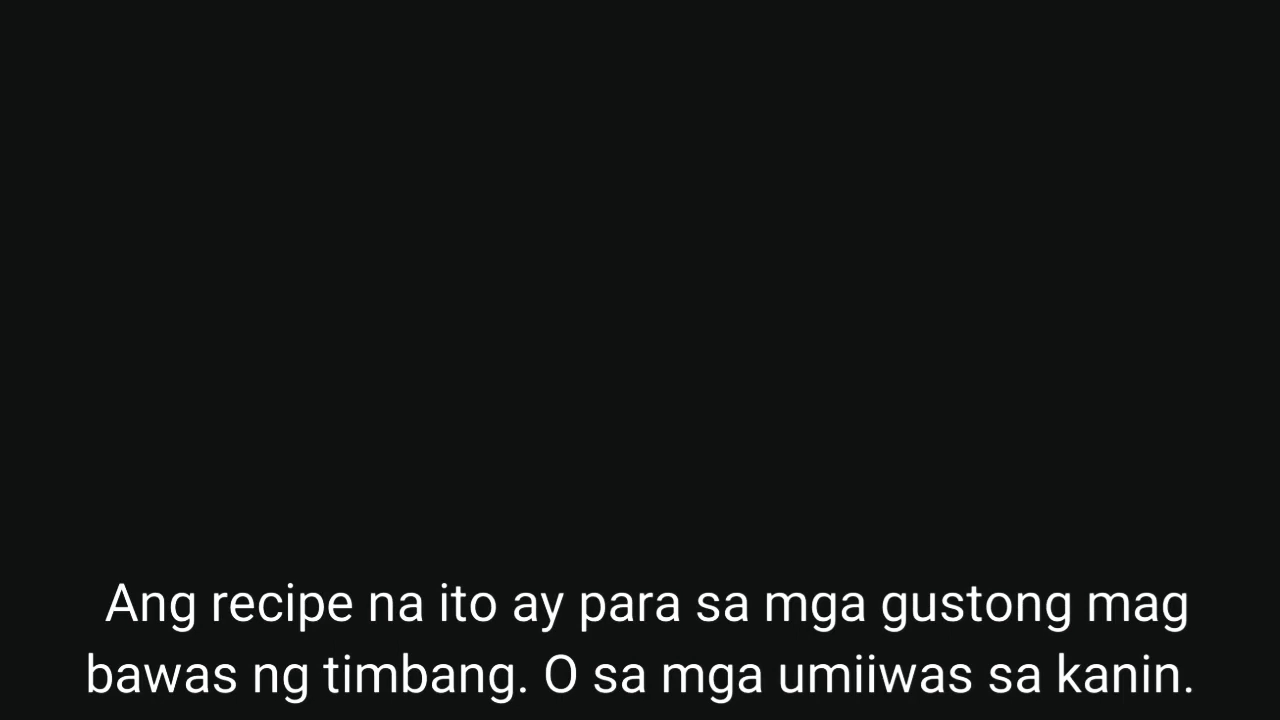 Ang recipe na ito ay para sa mga gustong mag
bawas ng timbang. O sa mga umiiwas sa kanin.